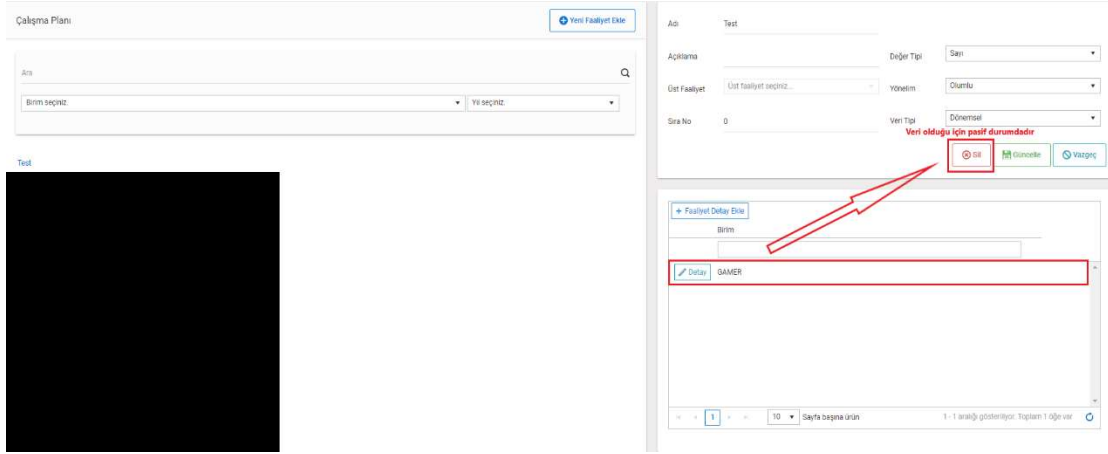 Çalışma Planı
Yeni Faaliyet Ekle
Ara
Birim seçiniz.
Yıl seçiniz.
Test
Adı
Test
Açıklama
Değer Tipi
Sayı
Üst Faaliyet
Üst faaliyet seçiniz...
Yönelim
Olumlu
Sıra No
0
Veri Tipi
Dönemsel
Veri olduğu için pasif durumdadır
Sil
Güncelle
Vazgeç
+ Faaliyet Detay Ekle
Birim
Detay
GAMER
1
10
Sayfa başına ürün
1 - 1 aralığı gösteriliyor. Toplam 1 öğe var